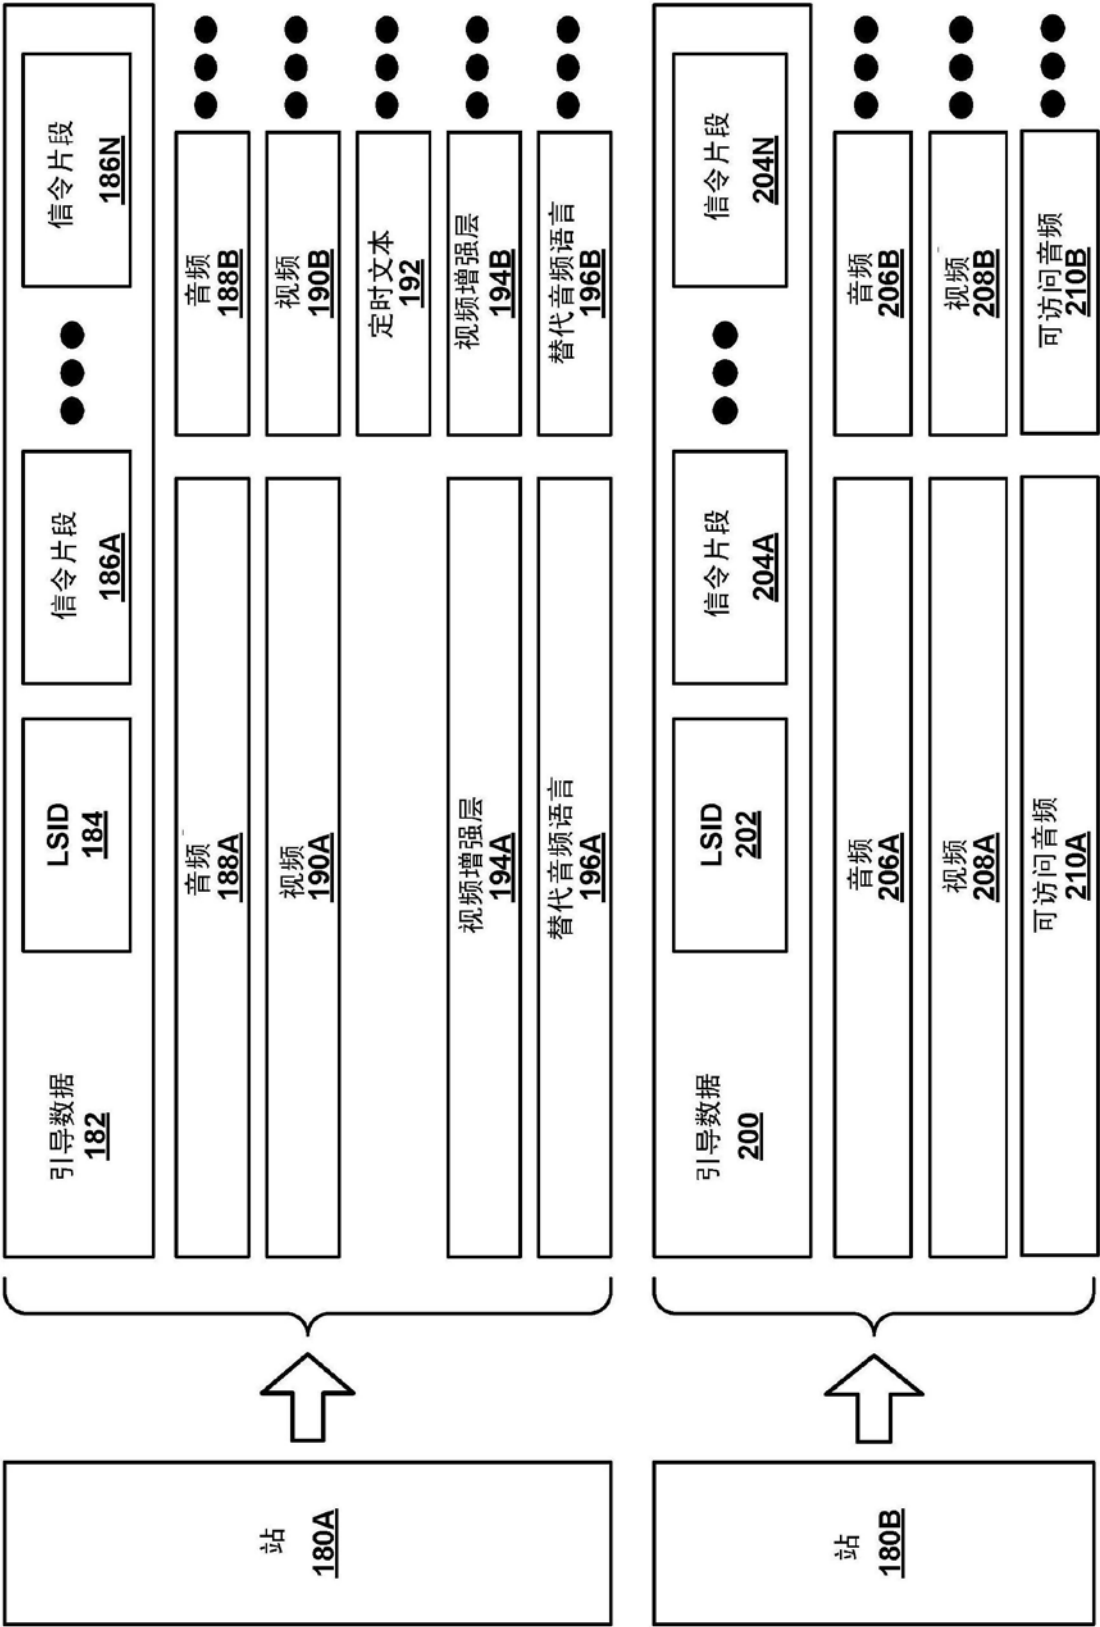 站
180A
引导数据
182
LSID
184
信令片段
186A
信令片段
186N
音频
188A
音频
188B
视频
190A
视频
190B
定时文本
192
视频增强层
194A
视频增强层
194B
替代音频语言
196A
替代音频语言
196B
站
180B
引导数据
200
LSID
202
信令片段
204A
信令片段
204N
音频
206A
音频
206B
视频
208A
视频
208B
可访问音频
210A
可访问音频
210B